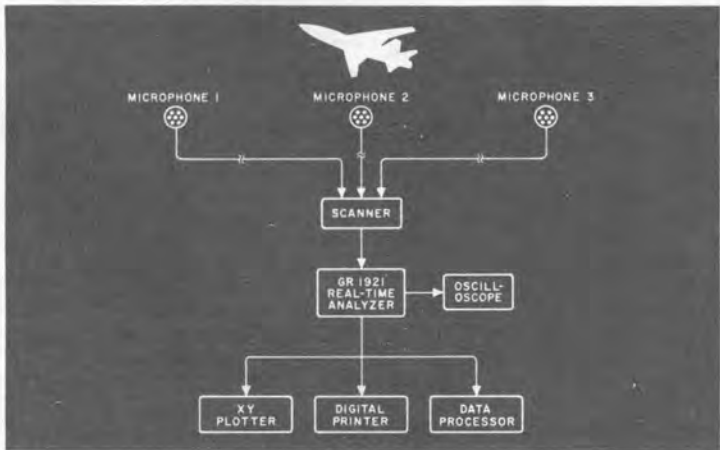 MICROPHONE 1
MICROPHONE 2
MICROPHONE 3
SCANNER
GR 1921
REAL-TIME
ANALYZER
OSCILL-
OSCOPE
XY
PLOTTER
DIGITAL
PRINTER
DATA
PROCESSOR